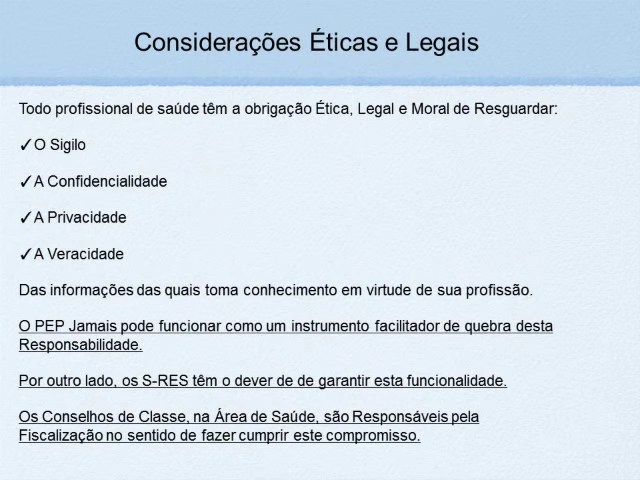 Considerações Éticas e Legais
Todo profissional de saúde têm a obrigação Ética, Legal e Moral de Resguardar:
✓O Sigilo
✓A Confidencialidade
✓A Privacidade
✓A Veracidade
Das informações das quais toma conhecimento em virtude de sua profissão.
O PEP Jamais pode funcionar como um instrumento facilitador de quebra desta
Responsabilidade.
Por outro lado, os S-RES têm o dever de de garantir esta funcionalidade.
Os Conselhos de Classe, na Área de Saúde, são Responsáveis pela
Fiscalização no sentido de fazer cumprir este compromisso.